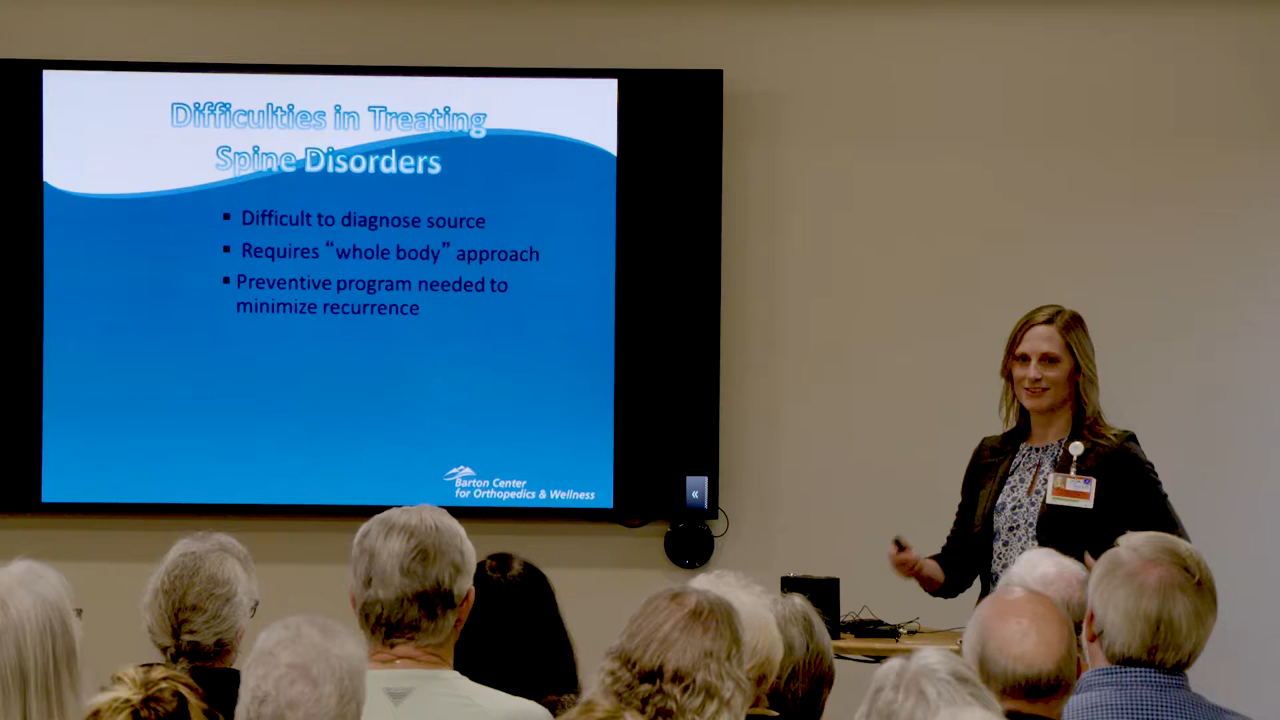 Difficulties in Treating
Spine Disorders
▪ Difficult to diagnose source
▪ Requires “whole body” approach
▪ Preventive program needed to
minimize recurrence
Barton Center
for Orthopedics & Wellness
«